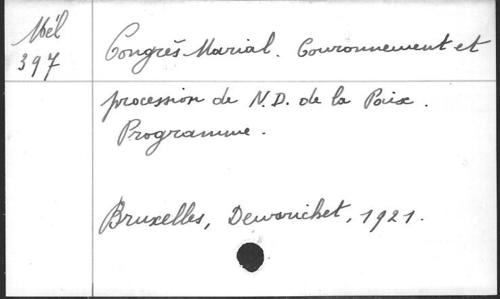 Mél
397
Congrès Marial. Couronnement et
procession de N.D. de la Paix.
Programme.
Bruxelles, Dewarichet, 1921.